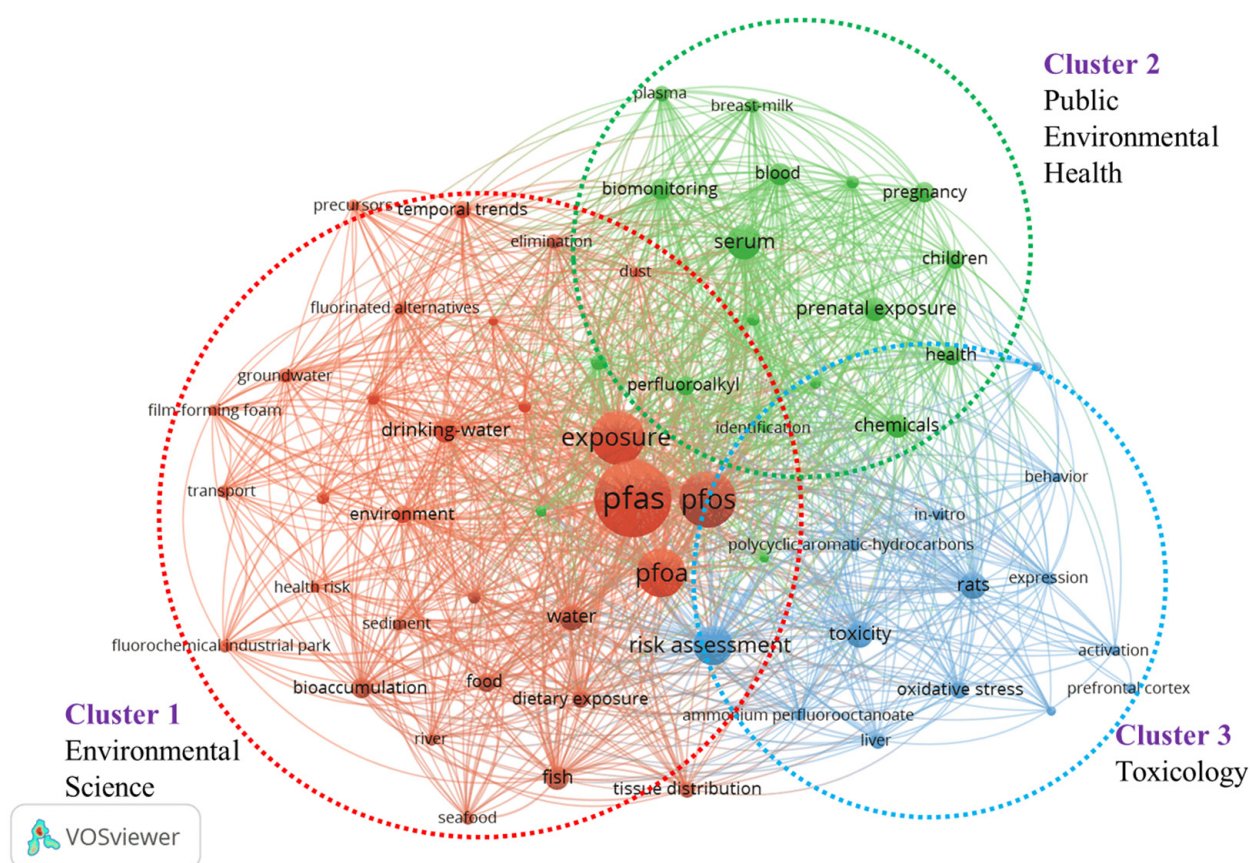 Cluster 2
Public
Environmental
Health
plasma
breast-milk
blood
biomonitoring
pregnancy
precursors
temporal trends
elimination
serum
children
dust
fluorinated alternatives
prenatal exposure
health
groundwater
perfluoroalkyl
film-forming foam
drinking-water
exposure
identification
chemicals
behavior
transport
pfas
pfos
environment
in-vitro
polycyclic aromatic-hydrocarbons
pfoa
rats
expression
health risk
water
sediment
fluorochemical industrial park
risk assessment
toxicity
activation
bioaccumulation
food
dietary exposure
oxidative stress
prefrontal cortex
ammonium perfluorooctanoate
Cluster 1
Environmental
Science
river
liver
Cluster 3
Toxicology
fish
tissue distribution
seafood
VOSviewer